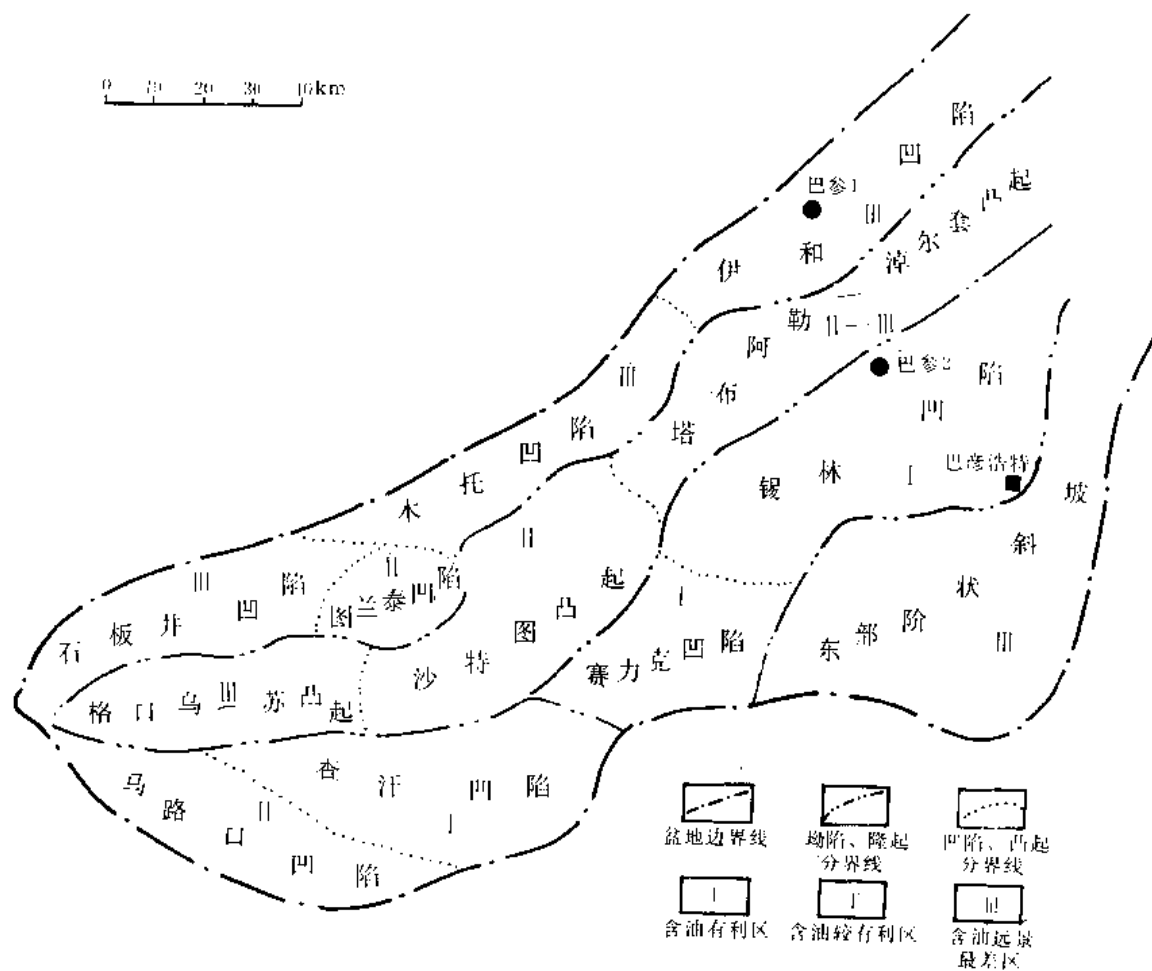 0 10 20 30 10km
伊和凹陷
III
巴参1
塔布阿勒淖尔套凸起
II-III
巴参2
锡林凹陷
I
巴彦浩特
木托凹陷
III
石板井凹陷
III
图兰泰凹陷
II
格口乌苏凸起
III
沙特图凸起
II
赛力克凹陷
I
东部阶状斜坡
III
查汗凹陷
I
马路口凹陷
II
盆地边界线
坳陷、隆起
分界线
凹陷、凸起
分界线
I
含油有利区
含油较有利区
III
含油远景
最差区